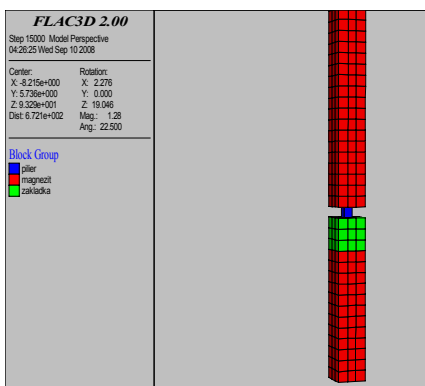 FLAC3D 2.00
Step 15000 Model Perspective
04:26:25 Wed Sep 10 2008
Center: Rotation:
X: -8.215e+000 X: 2.276
Y: 5.736e+000 Y: 0.000
Z: 9.329e+001 Z: 19.046
Dist: 6.721e+002 Mag.: 1.28
Ang.: 22.500
Block Group
pilier
magnezit
zakladka